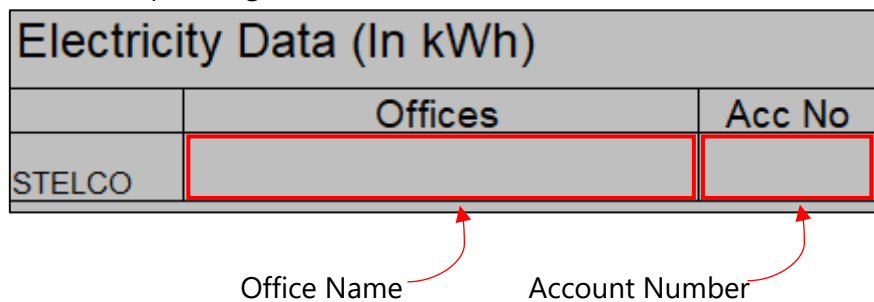 Electricity Data (In kWh)
Offices Acc No
STELCO
Office Name Account Number